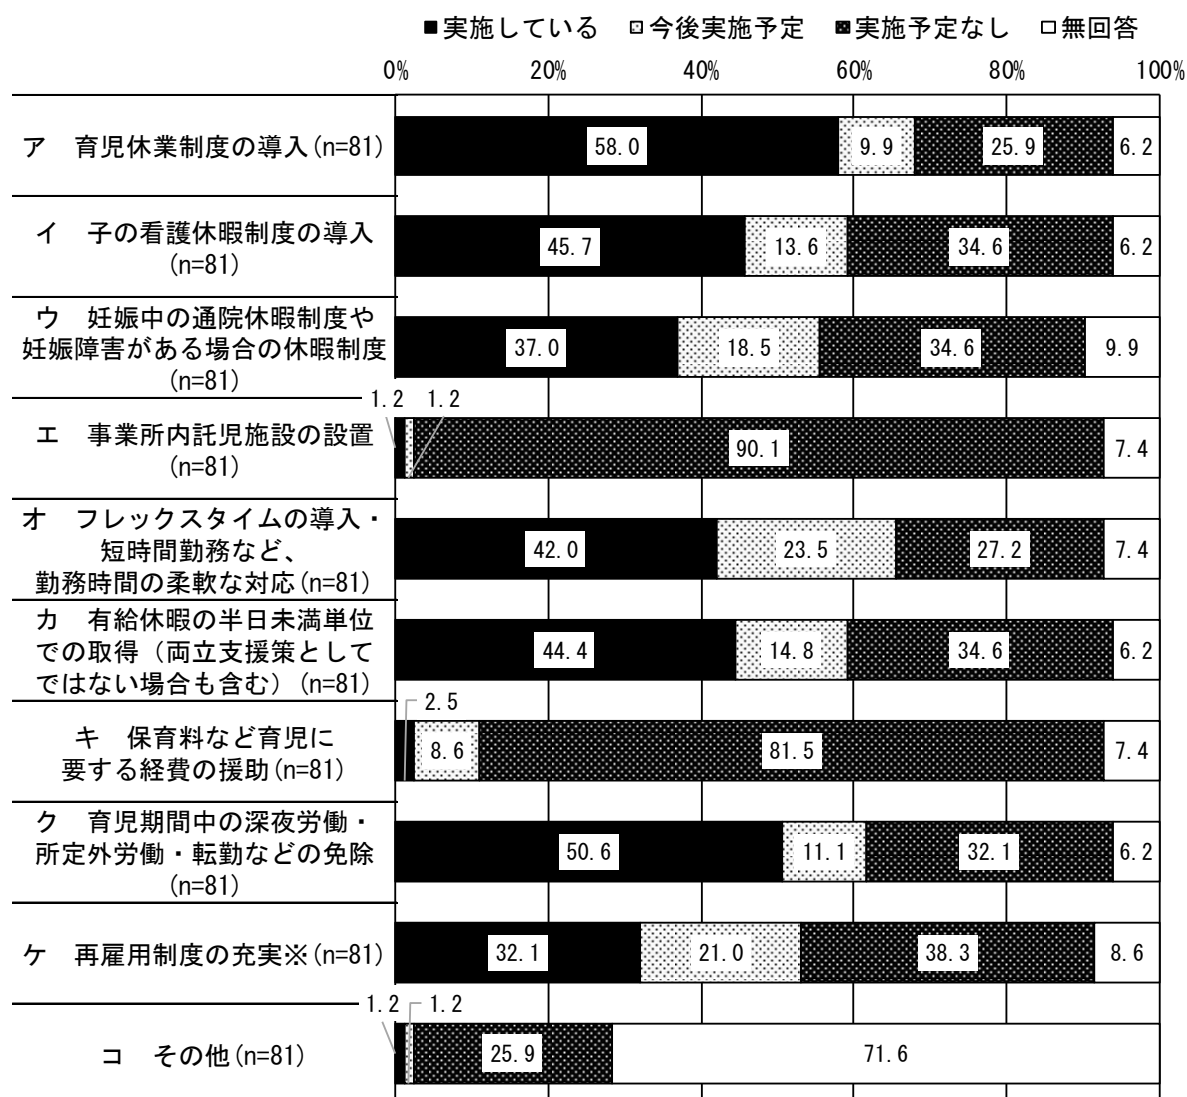 ■実施している □今後実施予定 ■実施予定なし □無回答
0% 20% 40% 60% 80% 100%
ア 育児休業制度の導入(n=81)
58.0 9.9 25.9 6.2
イ 子の看護休暇制度の導入
(n=81)
45.7 13.6 34.6 6.2
ウ 妊娠中の通院休暇制度や
妊娠障害がある場合の休暇制度
(n=81)
37.0 18.5 34.6 9.9
エ 事業所内託児施設の設置
(n=81)
1.2 1.2 90.1 7.4
オ フレックスタイムの導入・
短時間勤務など、
勤務時間の柔軟な対応(n=81)
42.0 23.5 27.2 7.4
カ 有給休暇の半日未満単位
での取得（両立支援策として
ではない場合も含む）(n=81)
44.4 14.8 34.6 6.2
キ 保育料など育児に
要する経費の援助(n=81)
2.5 8.6 81.5 7.4
ク 育児期間中の深夜労働・
所定外労働・転勤などの免除
(n=81)
50.6 11.1 32.1 6.2
ケ 再雇用制度の充実※(n=81)
32.1 21.0 38.3 8.6
コ その他(n=81)
1.2 1.2 25.9 71.6